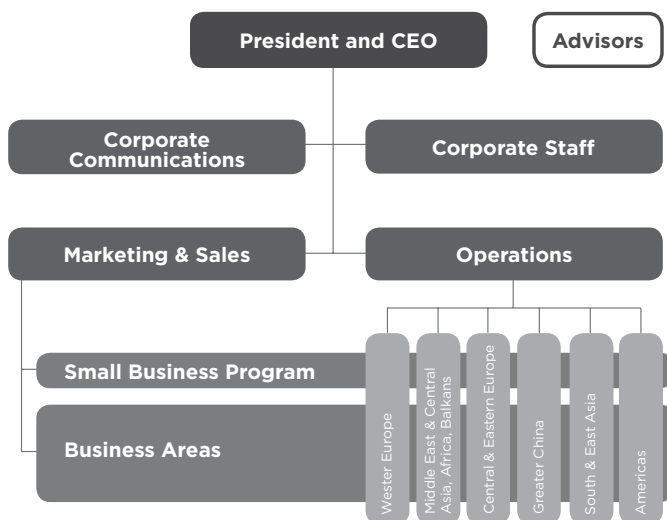 President and CEO
Advisors
Corporate
Communications
Corporate Staff
Marketing & Sales
Operations
Small Business Program
Business Areas
Wester Europe
Middle East & Central
Asia, Africa, Balkans
Central & Eastern Europe
Greater China
South & East Asia
Americas